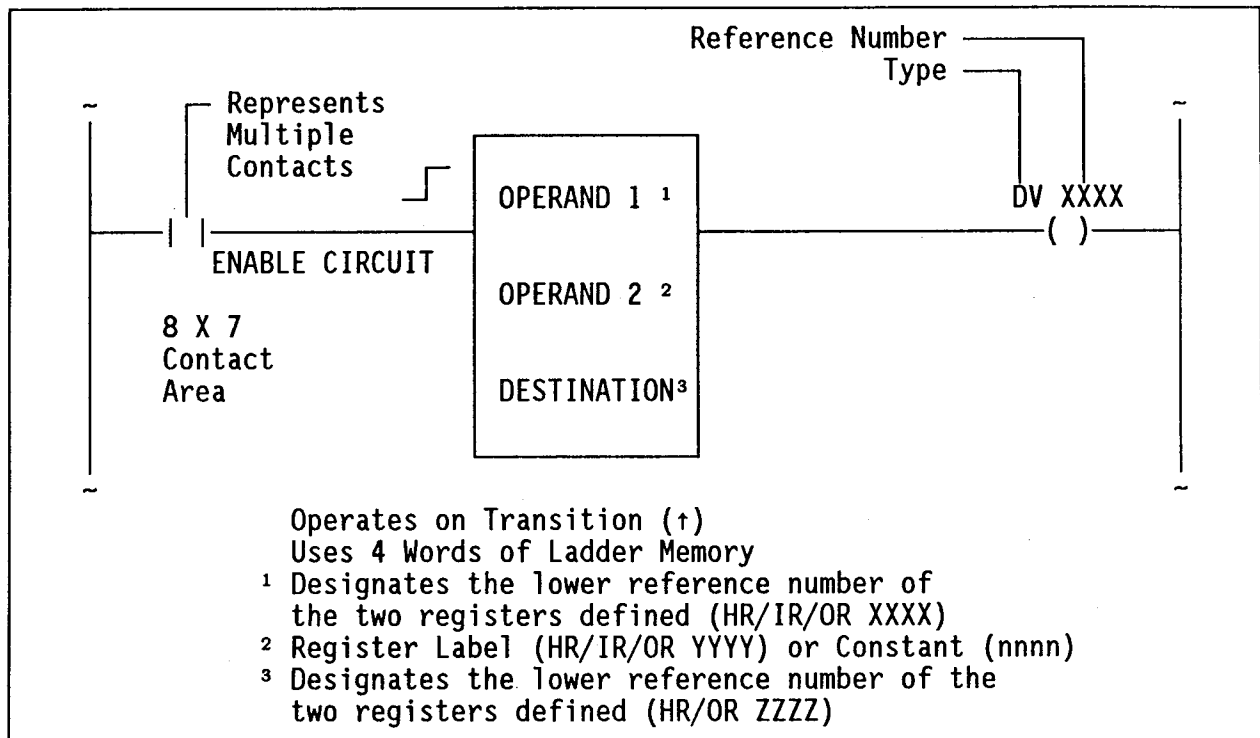 Reference Number
Type
~ ~
Represents
Multiple
Contacts
OPERAND 1 ¹
DV XXXX
( )
ENABLE CIRCUIT
OPERAND 2 ²
8 X 7
Contact
Area
DESTINATION³
~ ~
Operates on Transition (↑)
Uses 4 Words of Ladder Memory
¹ Designates the lower reference number of
the two registers defined (HR/IR/OR XXXX)
² Register Label (HR/IR/OR YYYY) or Constant (nnnn)
³ Designates the lower reference number of the
two registers defined (HR/OR ZZZZ)